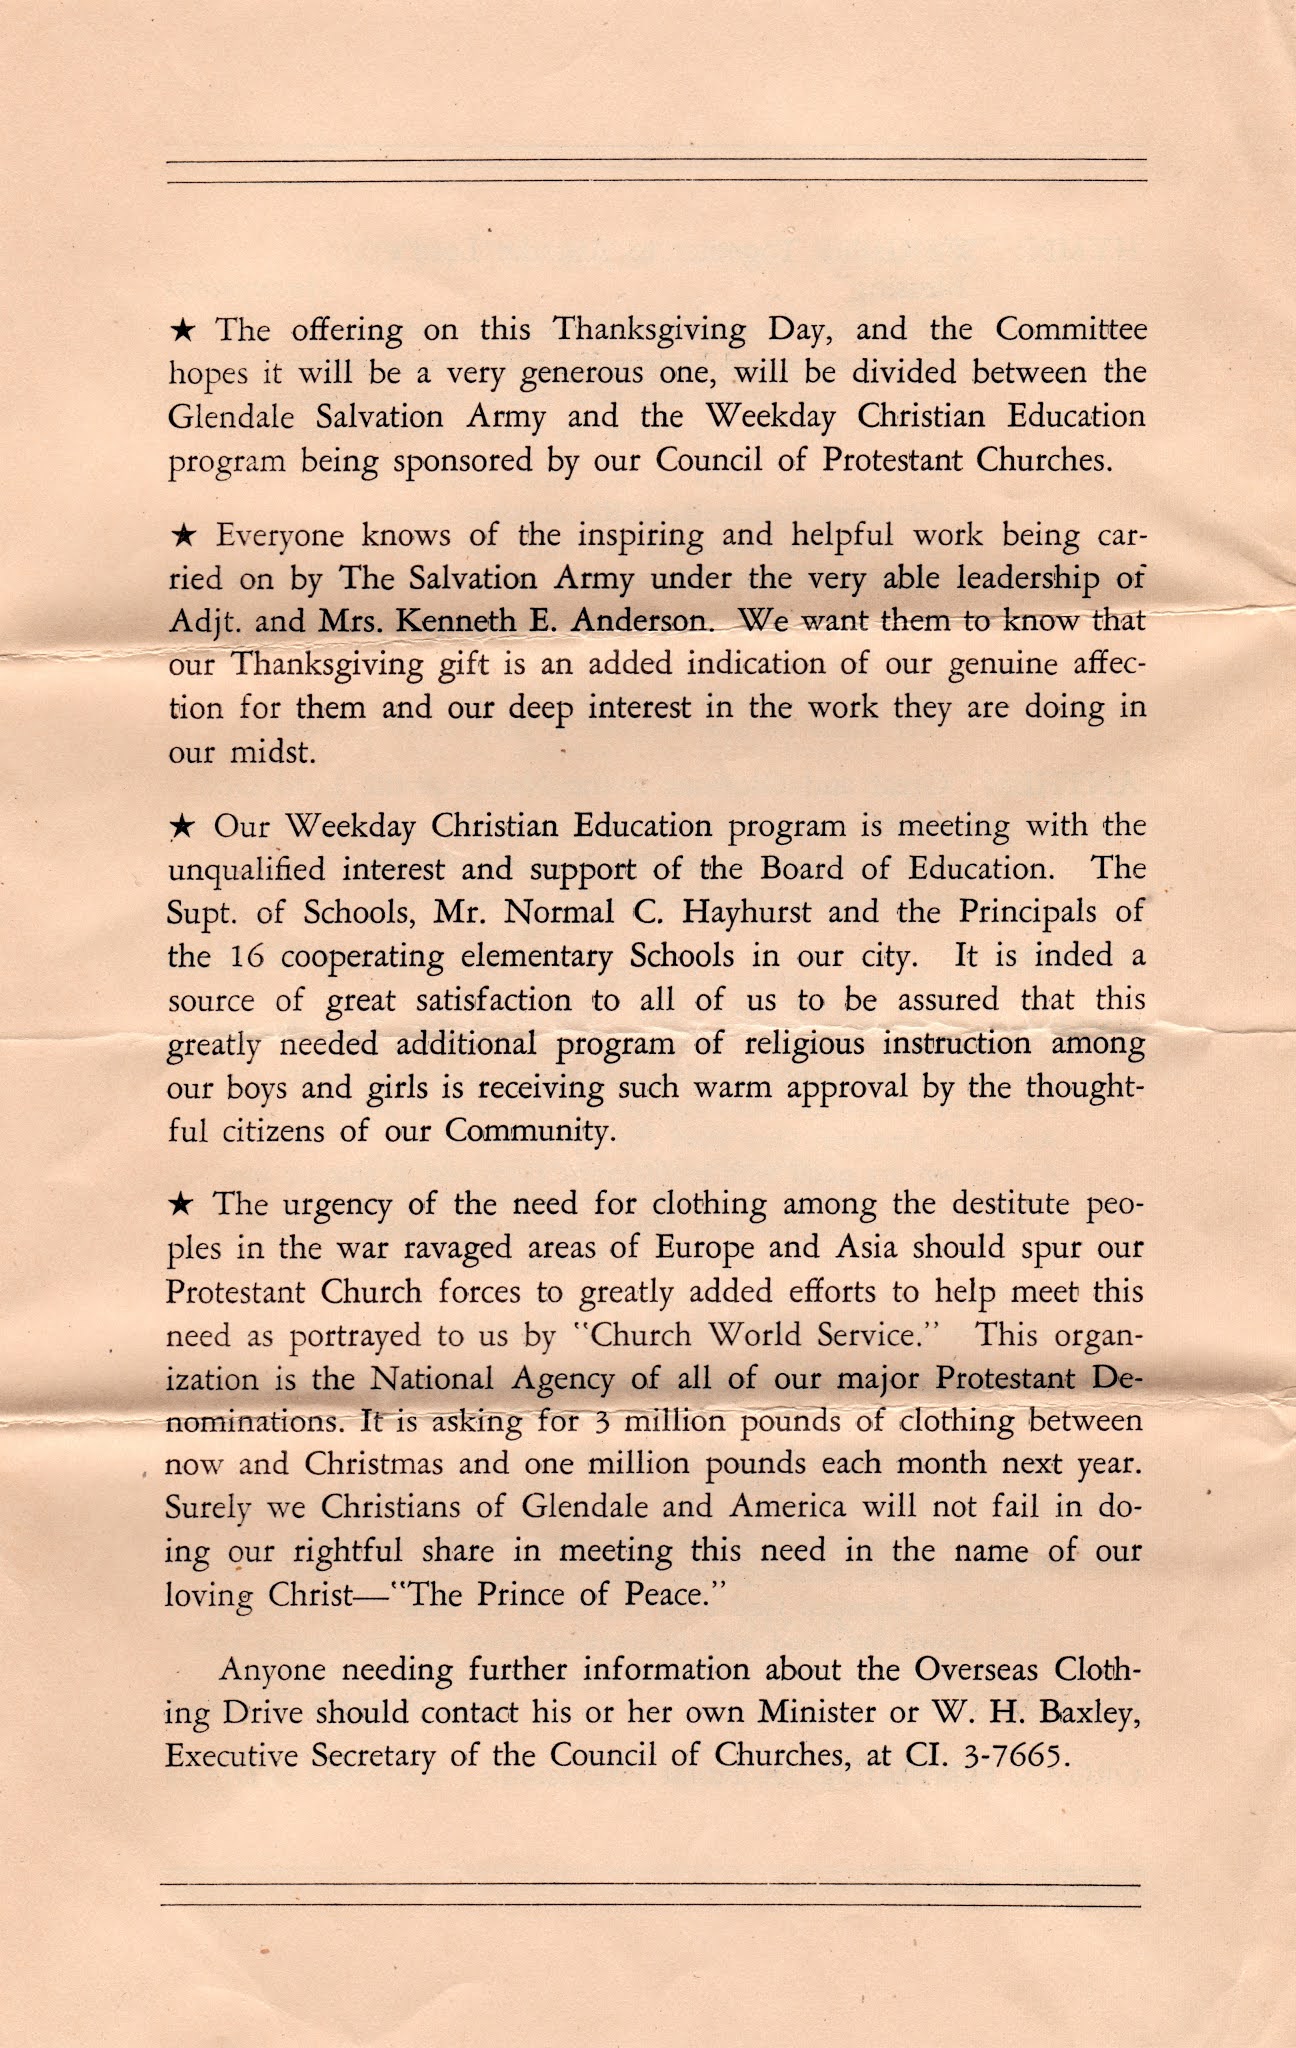 ★ The offering on this Thanksgiving Day, and the Committee
hopes it will be a very generous one, will be divided between the
Glendale Salvation Army and the Weekday Christian Education
program being sponsored by our Council of Protestant Churches.
★ Everyone knows of the inspiring and helpful work being car-
ried on by The Salvation Army under the very able leadership of
Adjt. and Mrs. Kenneth E. Anderson. We want them to know that
our Thanksgiving gift is an added indication of our genuine affec-
tion for them and our deep interest in the work they are doing in
our midst.
★ Our Weekday Christian Education program is meeting with the
unqualified interest and support of the Board of Education. The
Supt. of Schools, Mr. Normal C. Hayhurst and the Principals of
the 16 cooperating elementary Schools in our city. It is inded a
source of great satisfaction to all of us to be assured that this
greatly needed additional program of religious instruction among
our boys and girls is receiving such warm approval by the thought-
ful citizens of our Community.
★ The urgency of the need for clothing among the destitute peo-
ples in the war ravaged areas of Europe and Asia should spur our
Protestant Church forces to greatly added efforts to help meet this
need as portrayed to us by "Church World Service." This organ-
ization is the National Agency of all of our major Protestant De-
nominations. It is asking for 3 million pounds of clothing between
now and Christmas and one million pounds each month next year.
Surely we Christians of Glendale and America will not fail in do-
ing our rightful share in meeting this need in the name of our
loving Christ—"The Prince of Peace."
Anyone needing further information about the Overseas Cloth-
ing Drive should contact his or her own Minister or W. H. Baxley,
Executive Secretary of the Council of Churches, at CI. 3-7665.